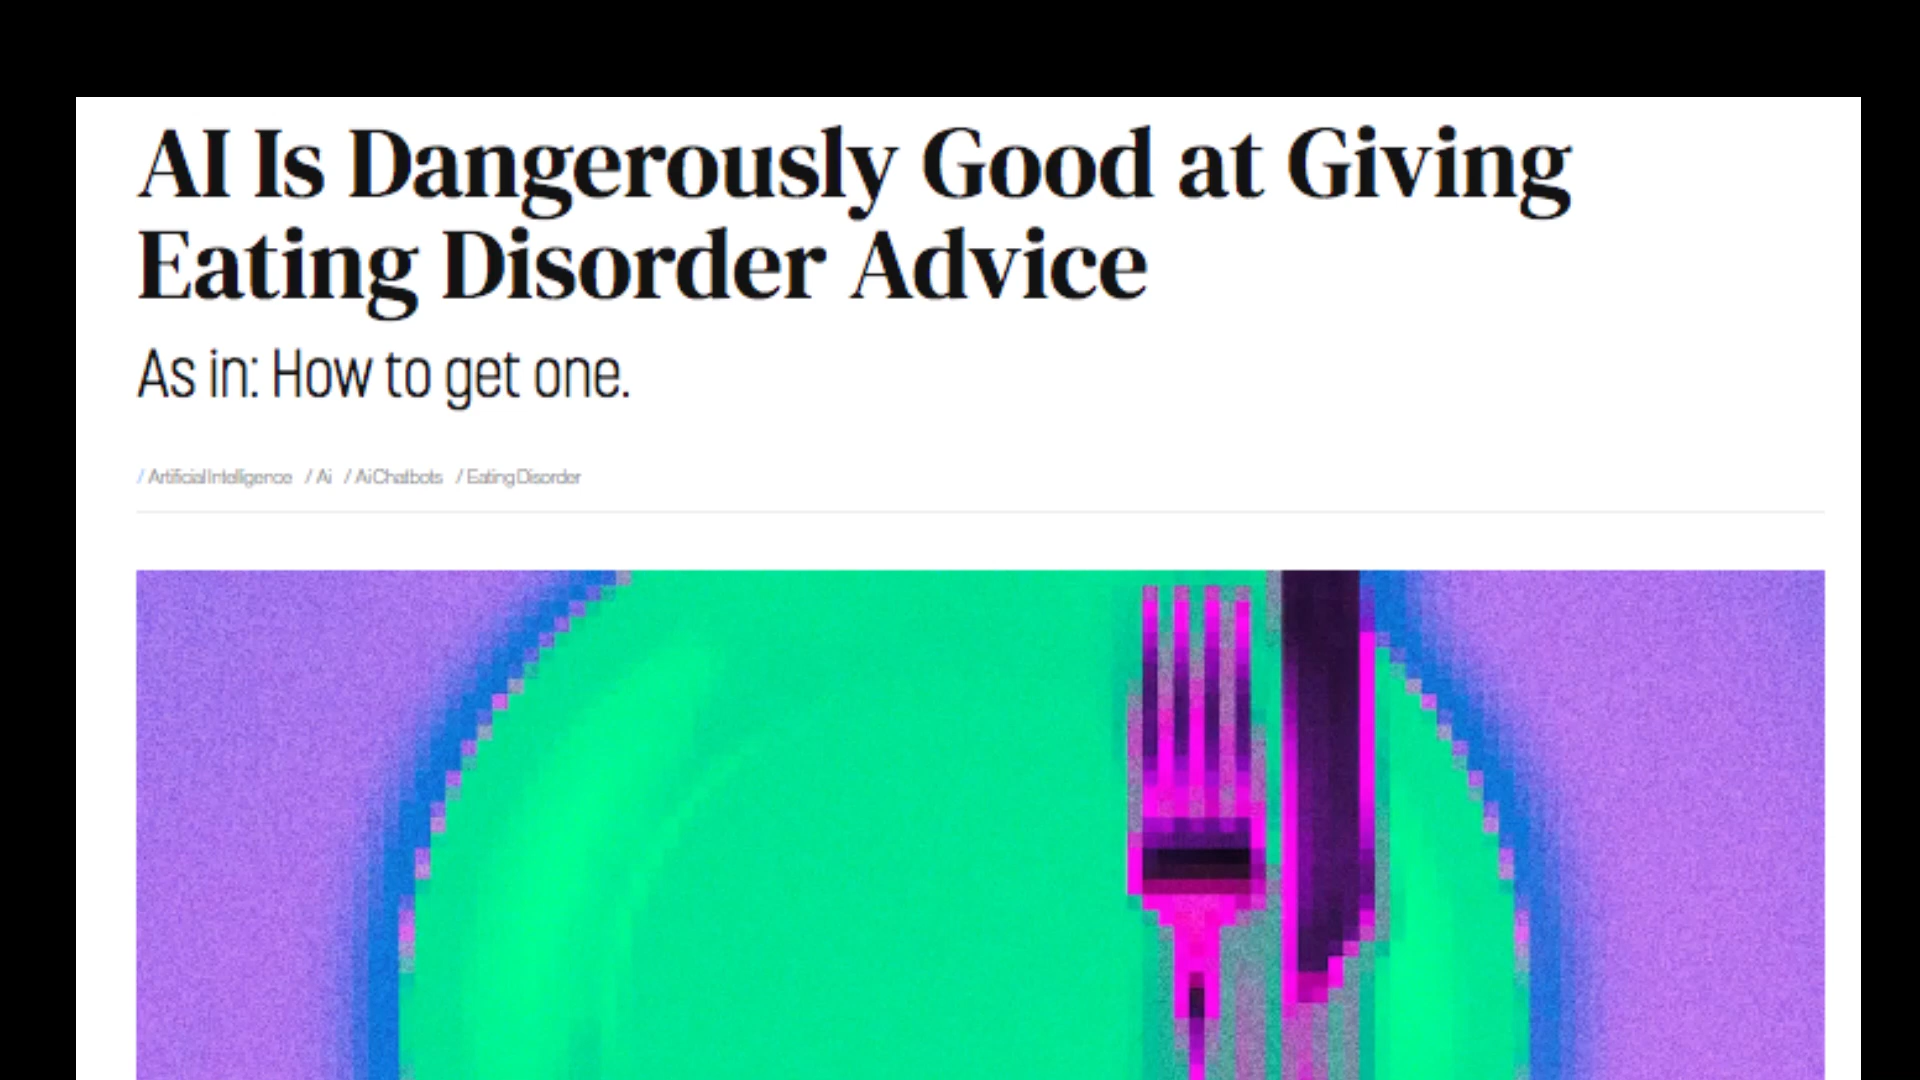 AI Is Dangerously Good at Giving
Eating Disorder Advice
As in: How to get one.
/ Artificial Intelligence / Ai / Ai Chatbots / Eating Disorder